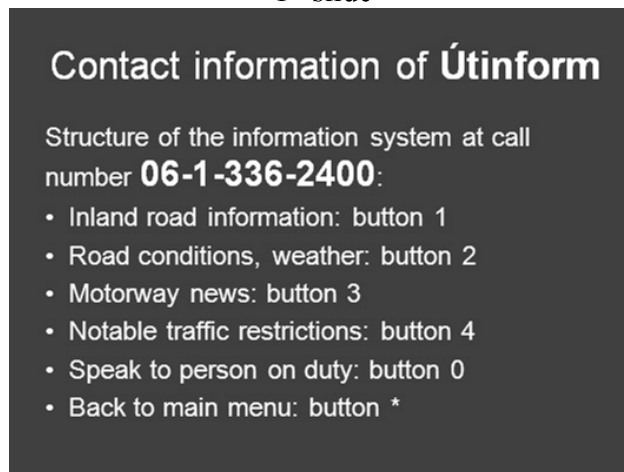 Contact information of Útinform
Structure of the information system at call
number 06-1-336-2400:
• Inland road information: button 1
• Road conditions, weather: button 2
• Motorway news: button 3
• Notable traffic restrictions: button 4
• Speak to person on duty: button 0
• Back to main menu: button *